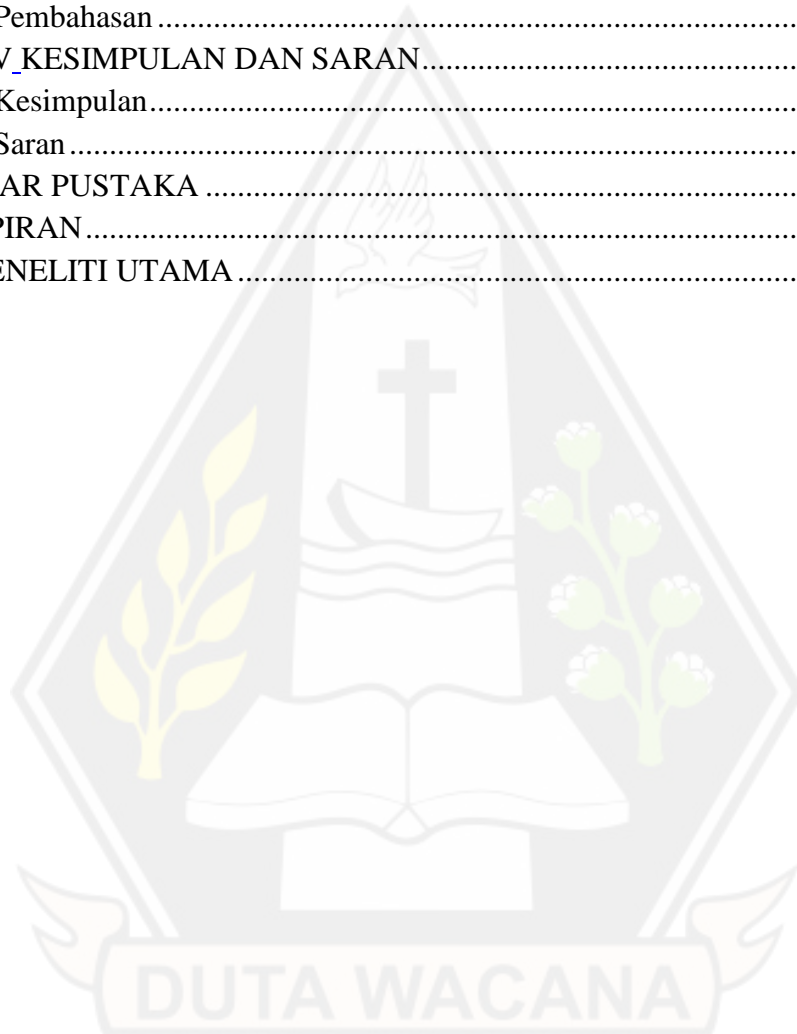 Pembahasan ................................................................................
V KESIMPULAN DAN SARAN...............................................
Kesimpulan.................................................................................
Saran ...........................................................................................
AR PUSTAKA ..........................................................................
PIRAN.........................................................................................
ENELITI UTAMA ......................................................................
DUTA WACANA